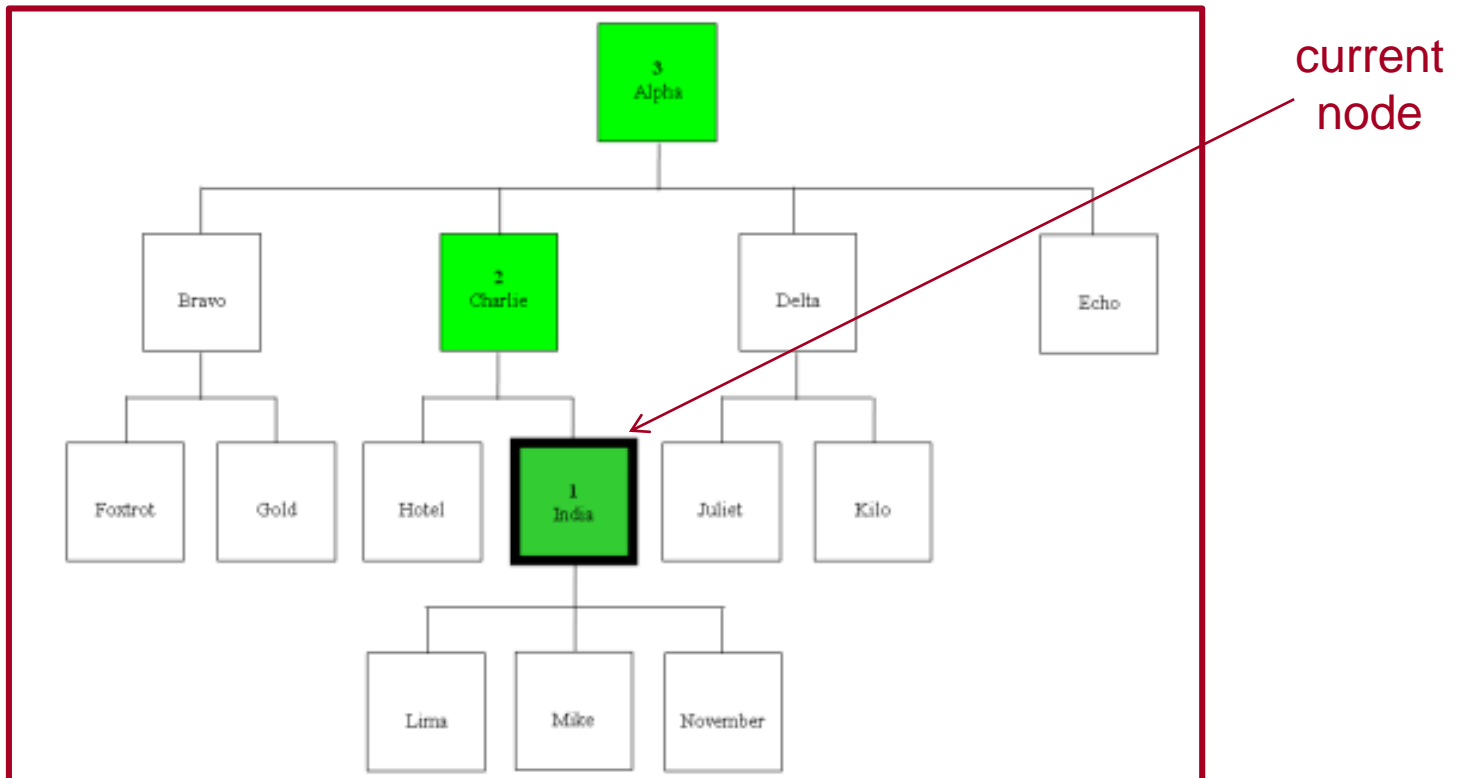 current
node
3
Alpha
Bravo
2
Charlie
Delta
Echo
Foxtrot
Gold
Hotel
1
India
Juliet
Kilo
Lima
Mike
November